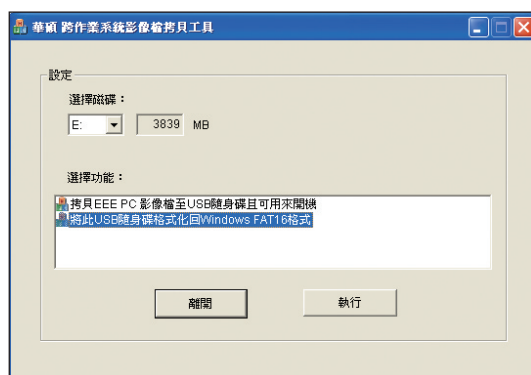 華碩 跨作業系統影像檔拷貝工具
設定
選擇磁碟：
E: 3839 MB
選擇功能：
拷貝EEE PC 影像檔至USB隨身碟且可用來開機
將此USB隨身碟格式化回Windows FAT16格式
離開 執行